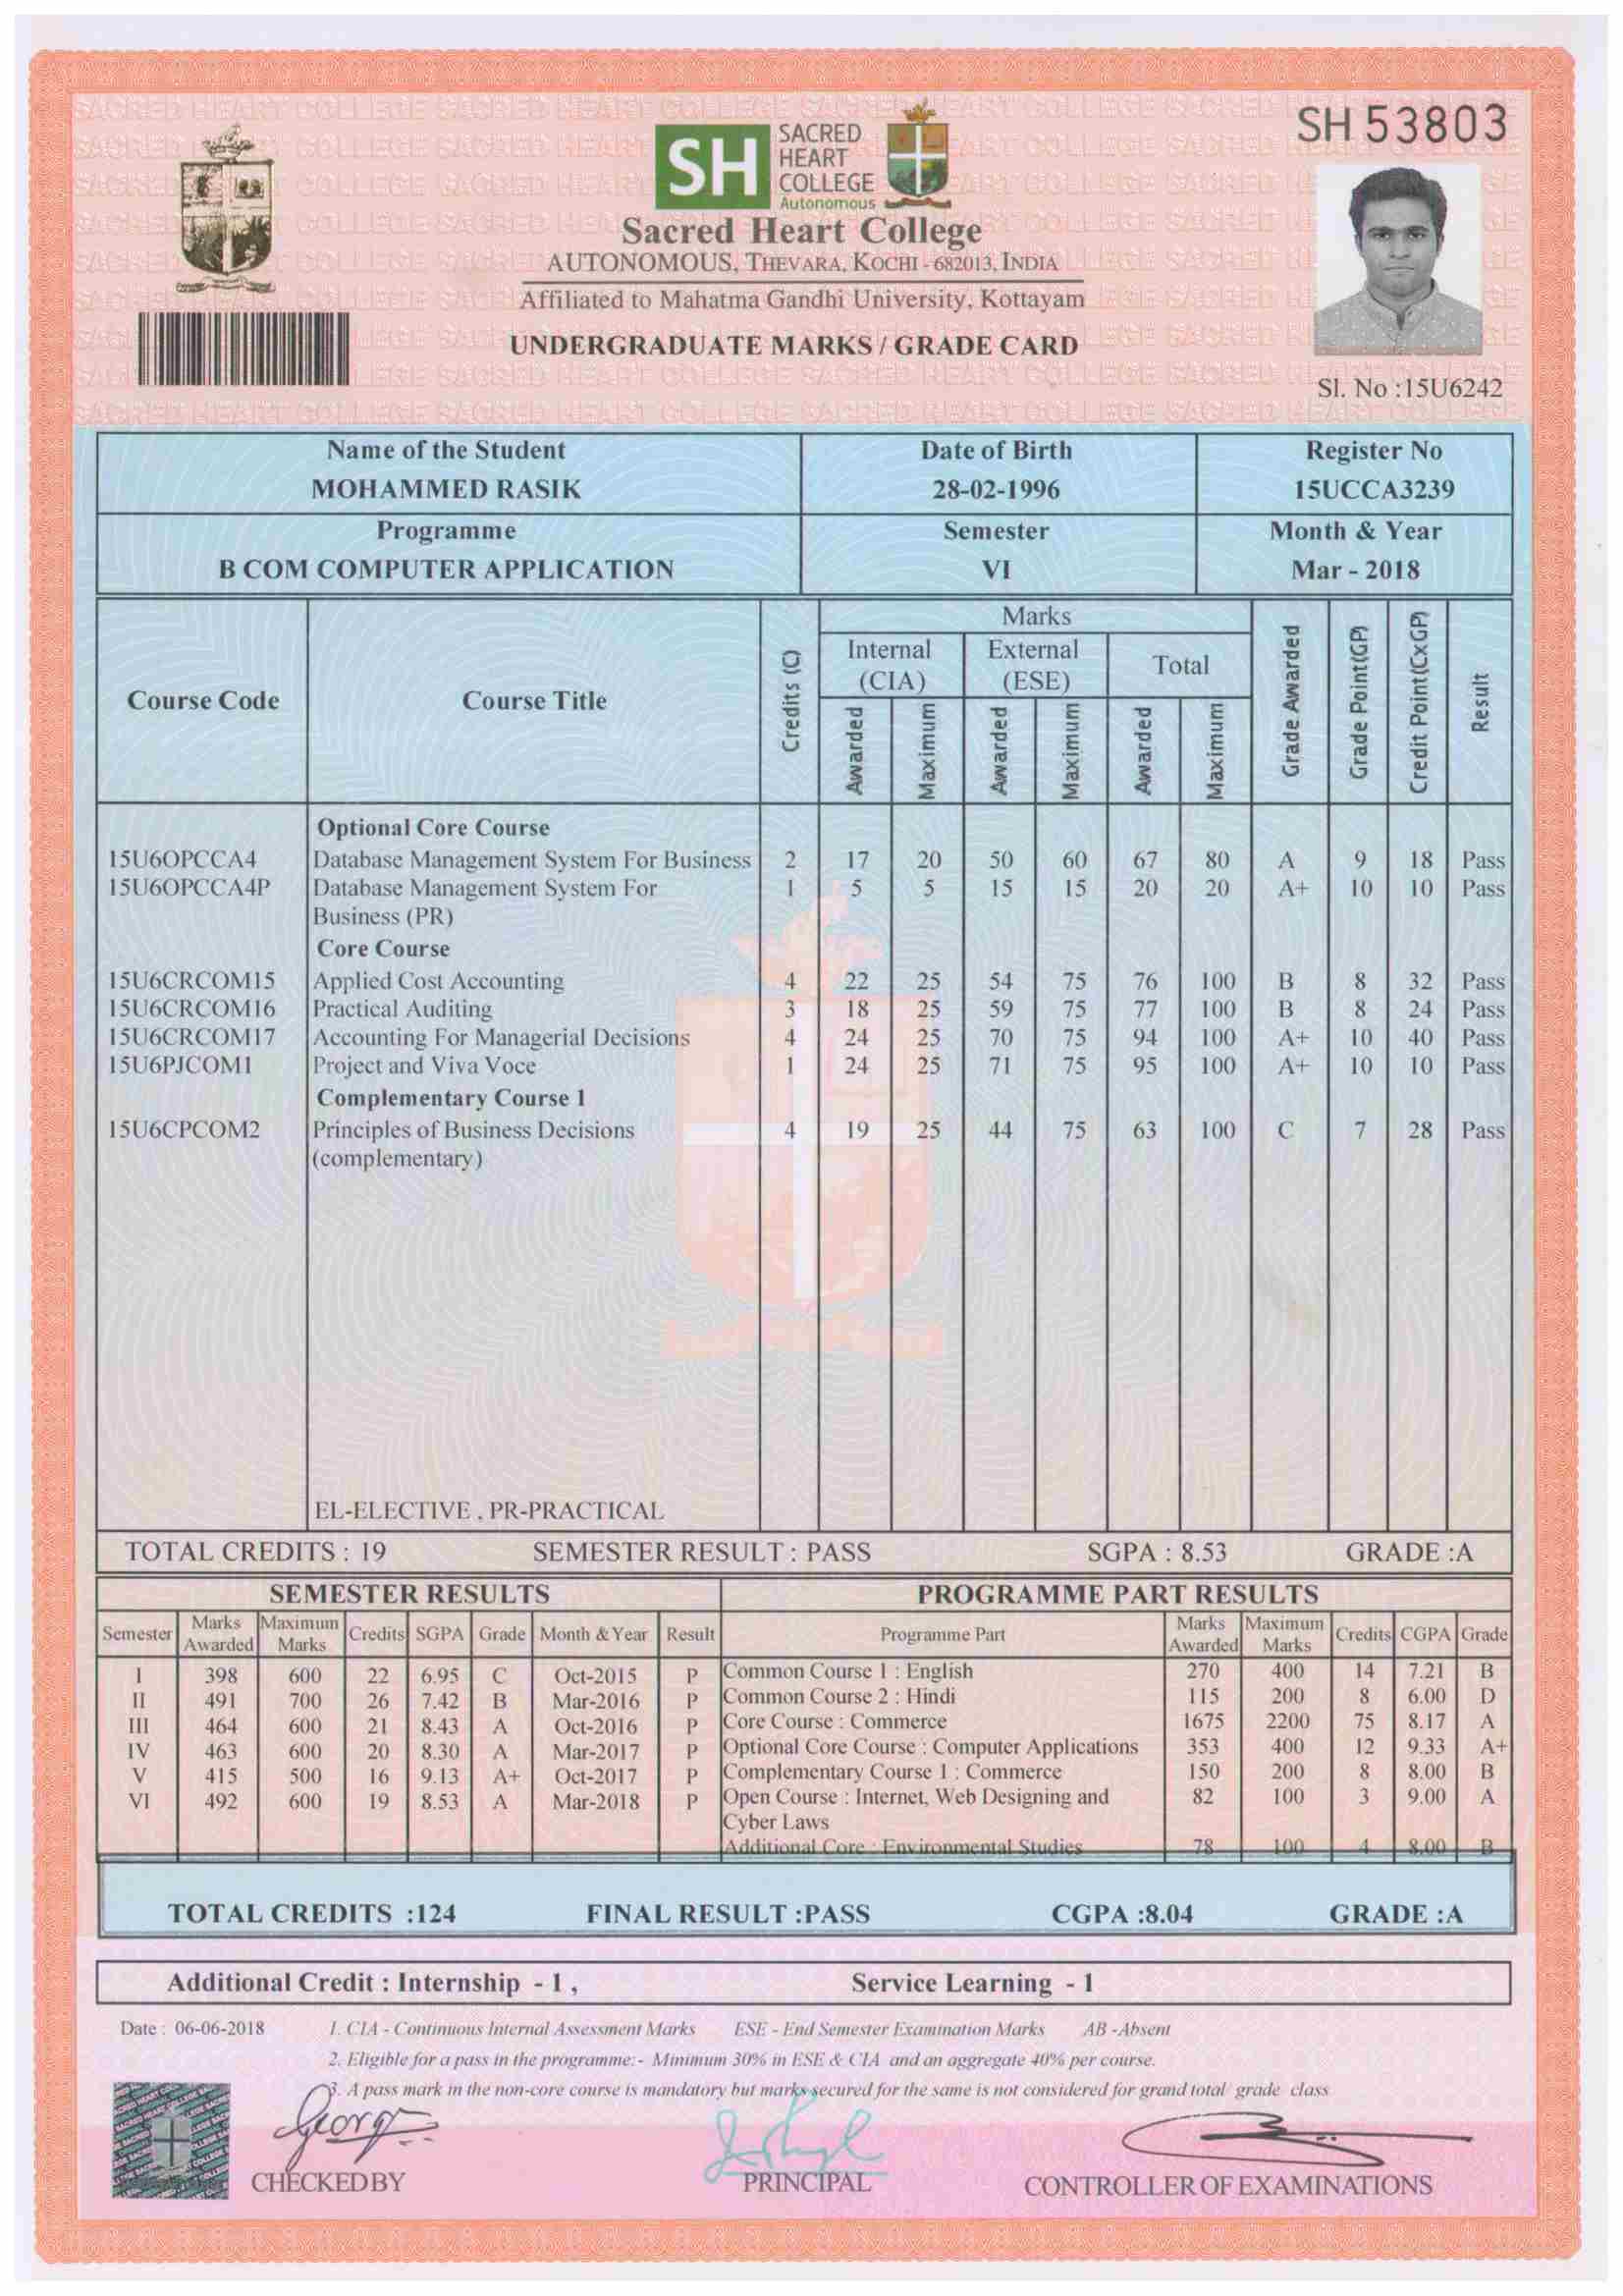 SH 53803
SH SACRED
HEART
COLLEGE
Autonomous
Sacred Heart College
AUTONOMOUS, THEVARA, KOCHI - 682013, INDIA
Affiliated to Mahatma Gandhi University, Kottayam
UNDERGRADUATE MARKS / GRADE CARD
Sl. No :15U6242
Name of the Student Date of Birth Register No
MOHAMMED RASIK 28-02-1996 15UCCA3239
Programme Semester Month & Year
B COM COMPUTER APPLICATION VI Mar - 2018
Course Code Course Title Credits (C) Marks Grade Awarded Grade Point(GP) Credit Point(CxGP) Result
Internal (CIA) External (ESE) Total
Awarded Maximum Awarded Maximum Awarded Maximum
Optional Core Course
15U6OPCCA4 Database Management System For Business 2 17 20 50 60 67 80 A 9 18 Pass
15U6OPCCA4P Database Management System For 1 5 5 15 15 20 20 A+ 10 10 Pass
Business (PR)
Core Course
15U6CRCOM15 Applied Cost Accounting 4 22 25 54 75 76 100 B 8 32 Pass
15U6CRCOM16 Practical Auditing 3 18 25 59 75 77 100 B 8 24 Pass
15U6CRCOM17 Accounting For Managerial Decisions 4 24 25 70 75 94 100 A+ 10 40 Pass
15U6PJCOM1 Project and Viva Voce 1 24 25 71 75 95 100 A+ 10 10 Pass
Complementary Course 1
15U6CPCOM2 Principles of Business Decisions 4 19 25 44 75 63 100 C 7 28 Pass
(complementary)
EL-ELECTIVE , PR-PRACTICAL
TOTAL CREDITS : 19 SEMESTER RESULT : PASS SGPA : 8.53 GRADE :A
SEMESTER RESULTS
Semester Marks Awarded Maximum Marks Credits SGPA Grade Month & Year Result
I 398 600 22 6.95 C Oct-2015 P
II 491 700 26 7.42 B Mar-2016 P
III 464 600 21 8.43 A Oct-2016 P
IV 463 600 20 8.30 A Mar-2017 P
V 415 500 16 9.13 A+ Oct-2017 P
VI 492 600 19 8.53 A Mar-2018 P
PROGRAMME PART RESULTS
Programme Part Marks Awarded Maximum Marks Credits CGPA Grade
Common Course 1 : English 270 400 14 7.21 B
Common Course 2 : Hindi 115 200 8 6.00 D
Core Course : Commerce 1675 2200 75 8.17 A
Optional Core Course : Computer Applications 353 400 12 9.33 A+
Complementary Course 1 : Commerce 150 200 8 8.00 B
Open Course : Internet, Web Designing and 82 100 3 9.00 A
Cyber Laws
Additional Core : Environmental Studies 78 100 4 8.00 B
TOTAL CREDITS :124 FINAL RESULT :PASS CGPA :8.04 GRADE :A
Additional Credit : Internship - 1 , Service Learning - 1
Date : 06-06-2018 1. CIA - Continuous Internal Assessment Marks ESE - End Semester Examination Marks AB -Absent
2. Eligible for a pass in the programme:- Minimum 30% in ESE & CIA and an aggregate 40% per course.
3. A pass mark in the non-core course is mandatory but marks secured for the same is not considered for grand total/ grade class
CHECKED BY PRINCIPAL CONTROLLER OF EXAMINATIONS